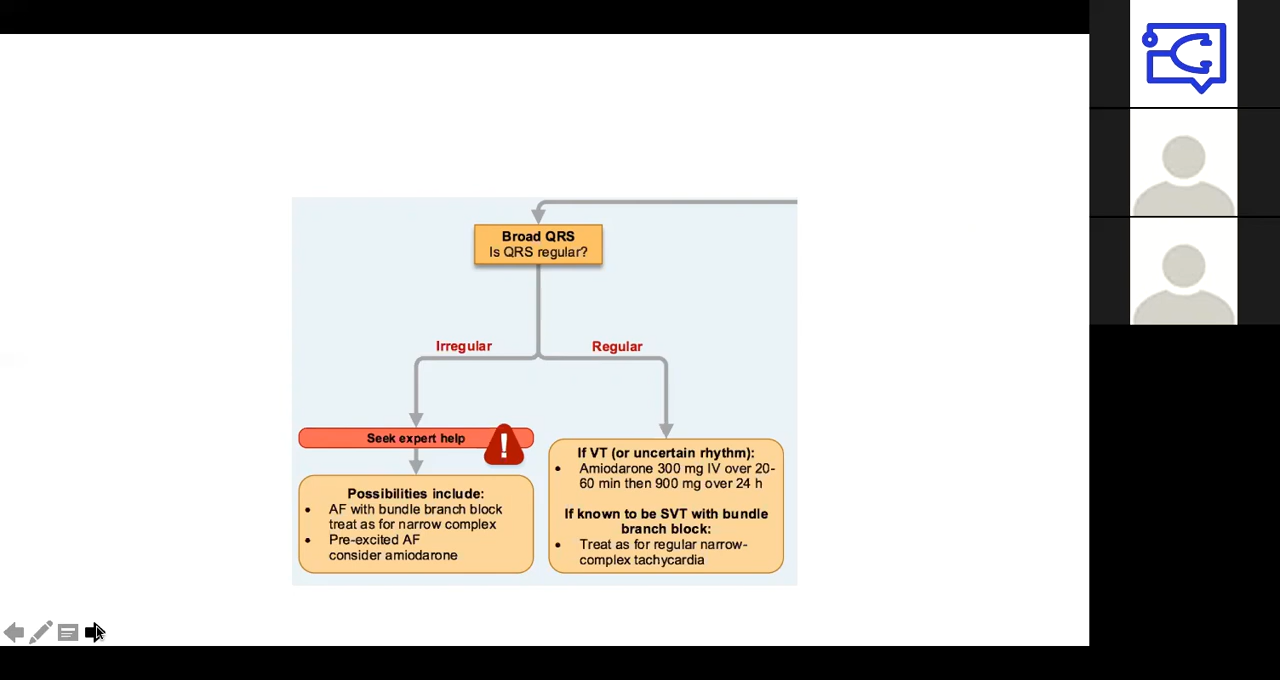 Broad QRS
Is QRS regular?
Irregular
Regular
Seek expert help
!
Possibilities include:
• AF with bundle branch block
treat as for narrow complex
• Pre-excited AF
consider amiodarone
If VT (or uncertain rhythm):
• Amiodarone 300 mg IV over 20-
60 min then 900 mg over 24 h
If known to be SVT with bundle
branch block:
• Treat as for regular narrow-
complex tachycardia